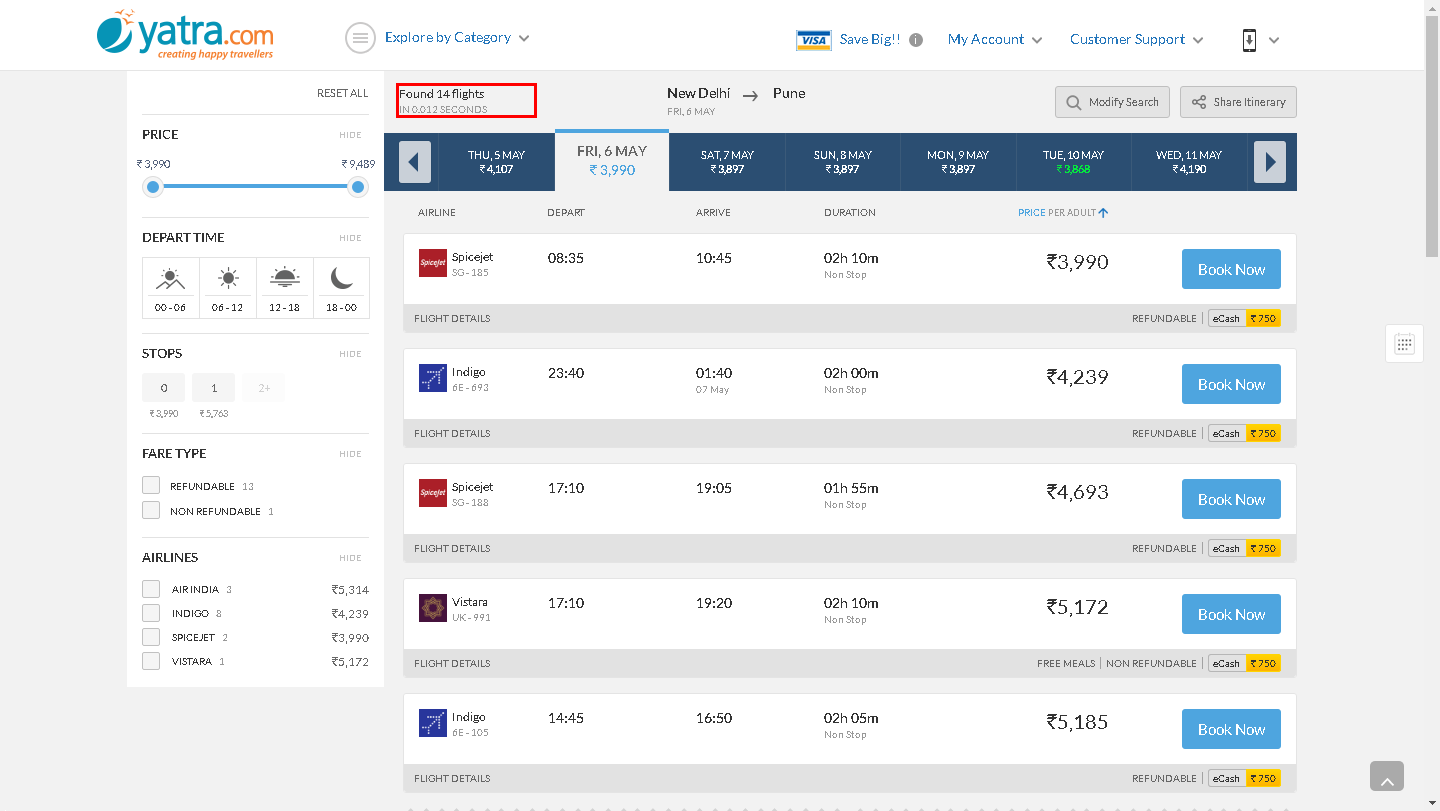 yatra.com
creating happy travellers
Explore by Category
VISA Save Big!! i
My Account
Customer Support
RESET ALL
PRICE HIDE
₹3,990 ₹9,489
DEPART TIME HIDE
00-06 06-12 12-18 18-00
STOPS HIDE
0 1 2+
₹3,990 ₹5,763
FARE TYPE HIDE
REFUNDABLE 13
NON REFUNDABLE 1
AIRLINES HIDE
AIR INDIA 3 ₹5,314
INDIGO 8 ₹4,239
SPICEJET 2 ₹3,990
VISTARA 1 ₹5,172
Found 14 flights
IN 0.012 SECONDS
New Delhi → Pune
FRI, 6 MAY
Modify Search
Share Itinerary
THU, 5 MAY FRI, 6 MAY SAT, 7 MAY SUN, 8 MAY MON, 9 MAY TUE, 10 MAY WED, 11 MAY
₹4,107 ₹3,990 ₹3,897 ₹3,897 ₹3,897 ₹3,868 ₹4,190
AIRLINE DEPART ARRIVE DURATION PRICE PER ADULT
Spicejet Spicejet 08:35 10:45 02h 10m ₹3,990 Book Now
SG-185 Non Stop
FLIGHT DETAILS REFUNDABLE | eCash ₹750
Indigo 23:40 01:40 02h 00m ₹4,239 Book Now
6E-693 07 May Non Stop
FLIGHT DETAILS REFUNDABLE | eCash ₹750
Spicejet Spicejet 17:10 19:05 01h 55m ₹4,693 Book Now
SG-188 Non Stop
FLIGHT DETAILS REFUNDABLE | eCash ₹750
Vistara 17:10 19:20 02h 10m ₹5,172 Book Now
UK-991 Non Stop
FLIGHT DETAILS FREE MEALS | NON REFUNDABLE | eCash ₹750
Indigo 14:45 16:50 02h 05m ₹5,185 Book Now
6E-105 Non Stop
FLIGHT DETAILS REFUNDABLE | eCash ₹750